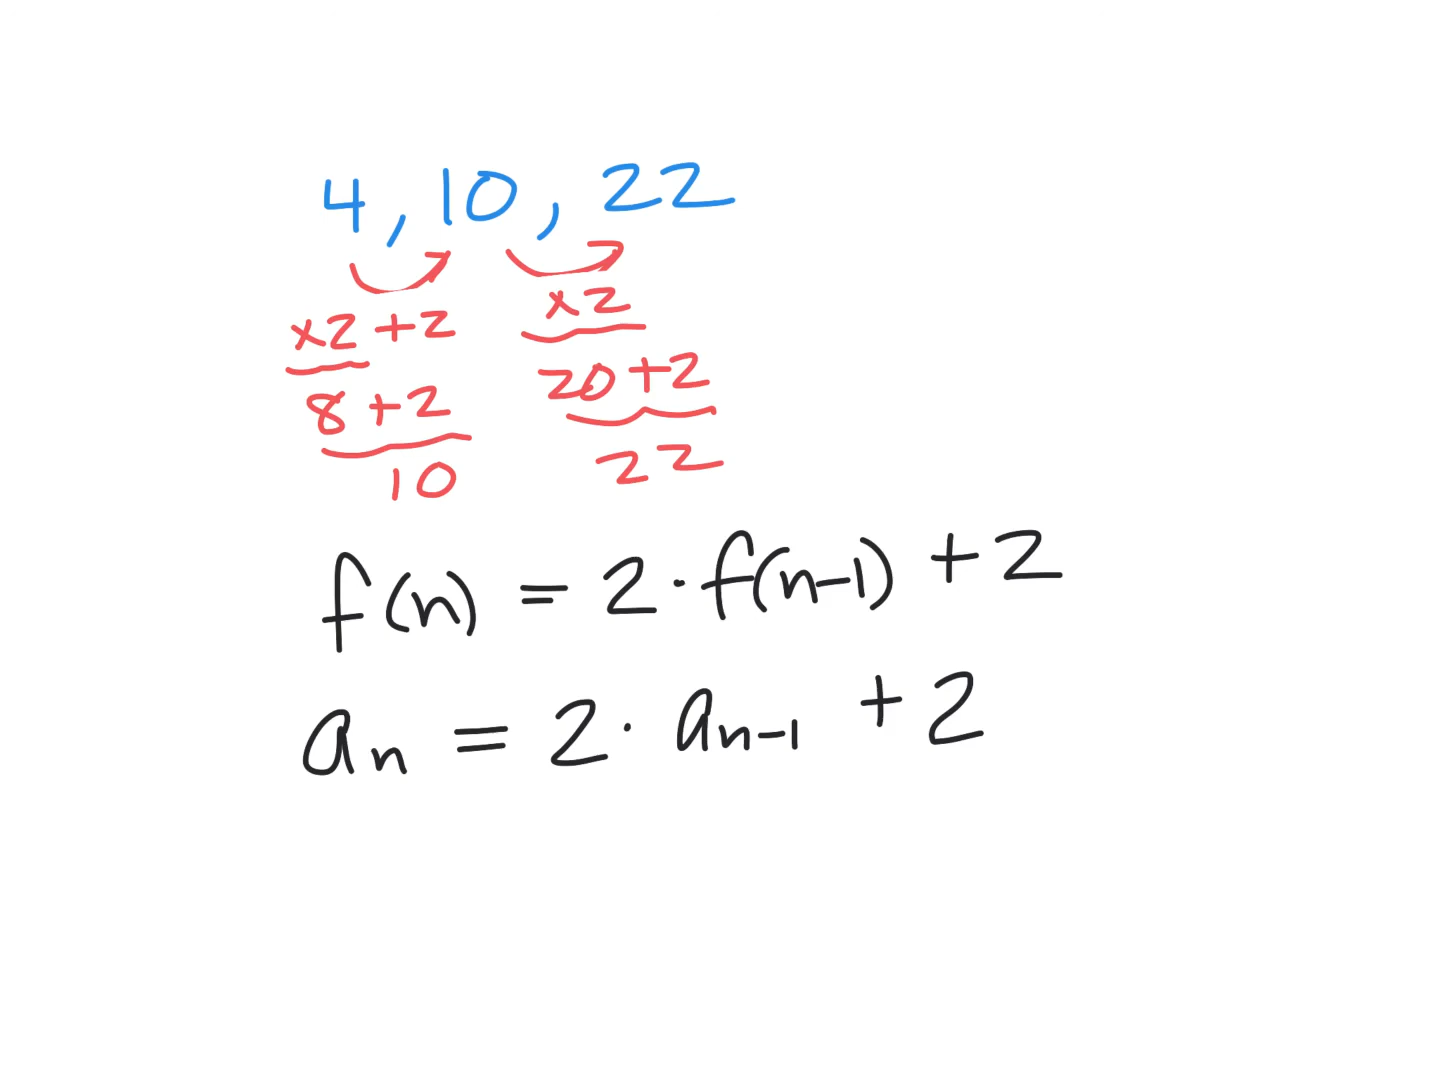 4, 10, 22
x2 +2 x2
8 +2 20 +2
10 22
f(n) = 2 · f(n-1) + 2
aₙ = 2 · aₙ₋₁ + 2